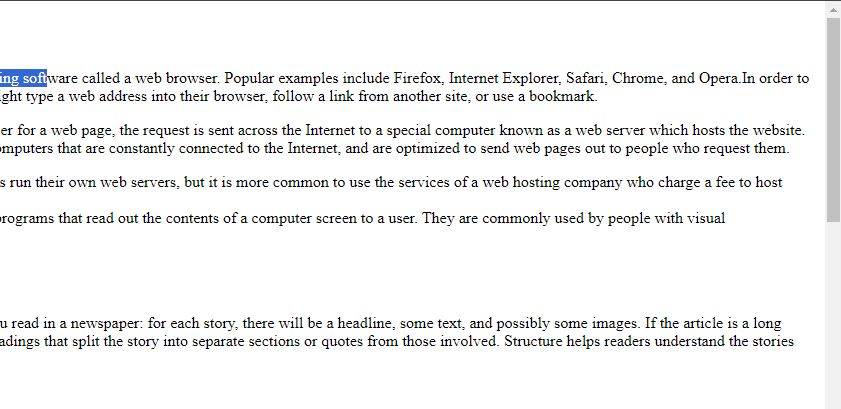 ing software called a web browser. Popular examples include Firefox, Internet Explorer, Safari, Chrome, and Opera.In order to
ght type a web address into their browser, follow a link from another site, or use a bookmark.
er for a web page, the request is sent across the Internet to a special computer known as a web server which hosts the website.
omputers that are constantly connected to the Internet, and are optimized to send web pages out to people who request them.
s run their own web servers, but it is more common to use the services of a web hosting company who charge a fee to host
programs that read out the contents of a computer screen to a user. They are commonly used by people with visual
u read in a newspaper: for each story, there will be a headline, some text, and possibly some images. If the article is a long
adings that split the story into separate sections or quotes from those involved. Structure helps readers understand the stories